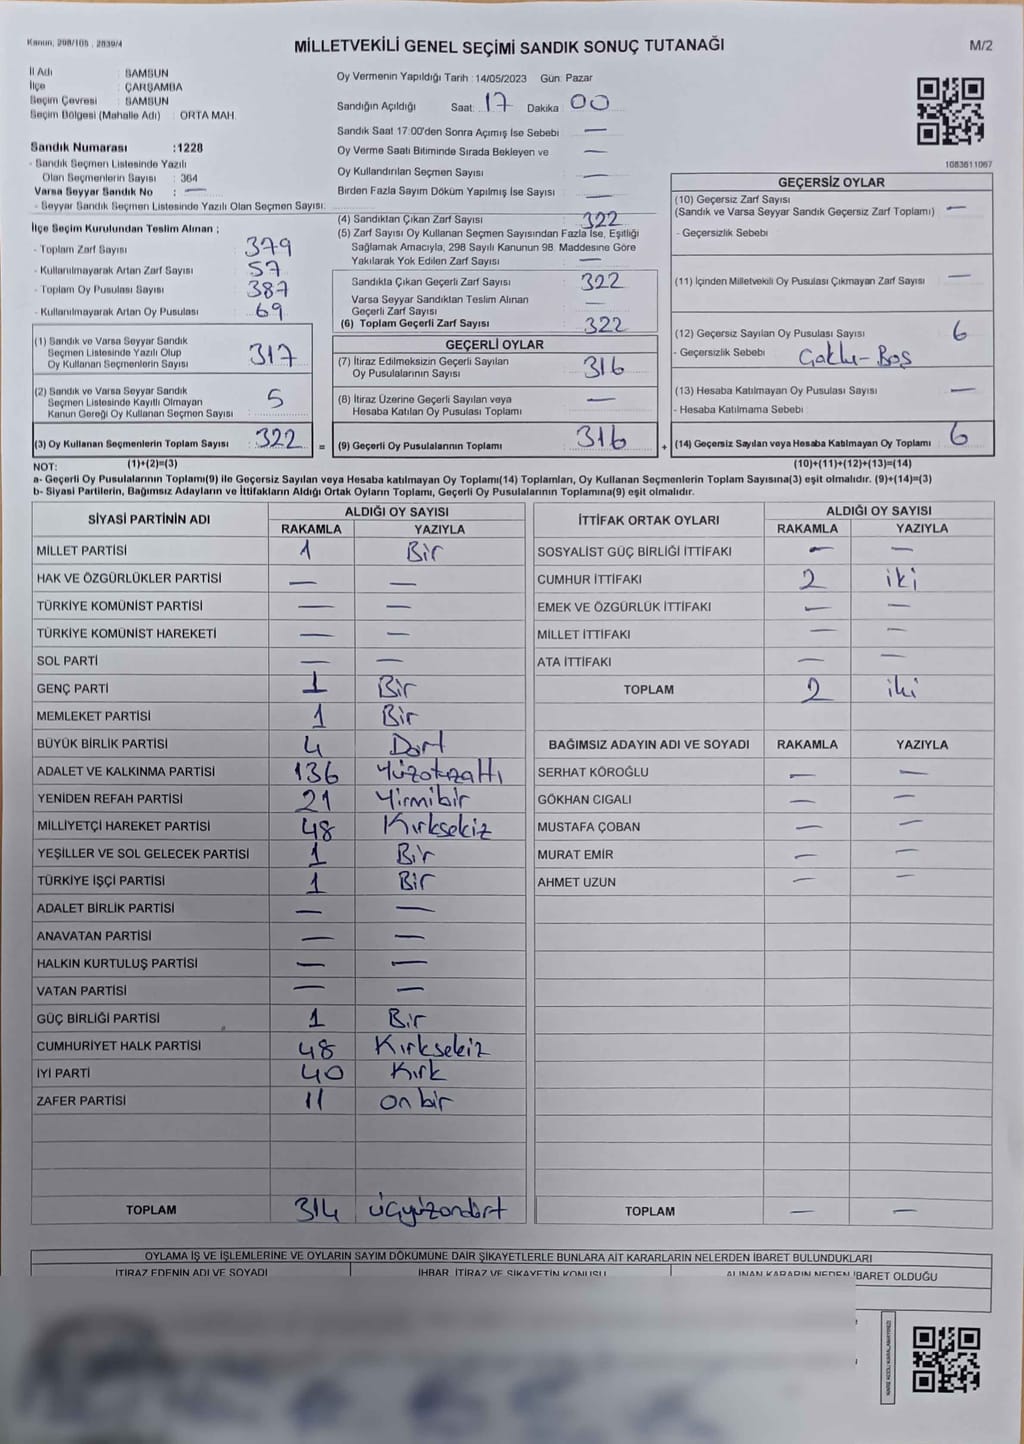 Kanun: 298/105 , 2839/4
MİLLETVEKİLİ GENEL SEÇİMİ SANDIK SONUÇ TUTANAĞI
M/2
İl Adı : SAMSUN
İlçe : ÇARŞAMBA
Seçim Çevresi : SAMSUN
Seçim Bölgesi (Mahalle Adı) : ORTA MAH.
Sandık Numarası :1228
- Sandık Seçmen Listesinde Yazılı
Olan Seçmenlerin Sayısı : 364
Varsa Seyyar Sandık No : —
- Seyyar Sandık Seçmen Listesinde Yazılı Olan Seçmen Sayısı:
İlçe Seçim Kurulundan Teslim Alınan ;
- Toplam Zarf Sayısı : 379
- Kullanılmayarak Artan Zarf Sayısı : 57
- Toplam Oy Pusulası Sayısı : 387
- Kullanılmayarak Artan Oy Pusulası : 69
(1) Sandık ve Varsa Seyyar Sandık
Seçmen Listesinde Yazılı Olup
Oy Kullanan Seçmenlerin Sayısı : 317
(2) Sandık ve Varsa Seyyar Sandık
Seçmen Listesinde Kayıtlı Olmayan
Kanun Gereği Oy Kullanan Seçmen Sayısı : 5
(3) Oy Kullanan Seçmenlerin Toplam Sayısı : 322
Oy Vermenin Yapıldığı Tarih : 14/05/2023 Gün: Pazar
Sandığın Açıldığı Saat: 17 Dakika 00
Sandık Saat 17:00'den Sonra Açımış İse Sebebi : —
Oy Verme Saati Bitiminde Sırada Bekleyen ve : —
Oy Kullandırılan Seçmen Sayısı : —
Birden Fazla Sayım Döküm Yapılmış İse Sayısı : —
(4) Sandıktan Çıkan Zarf Sayısı : 322
(5) Zarf Sayısı Oy Kullanan Seçmen Sayısından Fazla İse, Eşitliği
Sağlamak Amacıyla, 298 Sayılı Kanunun 98. Maddesine Göre
Yakılarak Yok Edilen Zarf Sayısı : —
Sandıkla Çıkan Geçerli Zarf Sayısı : 322
Varsa Seyyar Sandıktan Teslim Alınan
Geçerli Zarf Sayısı : —
(6) Toplam Geçerli Zarf Sayısı : 322
GEÇERLİ OYLAR
(7) İtiraz Edilmeksizin Geçerli Sayılan
Oy Pusulalarının Sayısı : 316
(8) İtiraz Üzerine Geçerli Sayılan veya
Hesaba Katılan Oy Pusulası Toplamı : —
= (9) Geçerli Oy Pusulalarının Toplamı : 316
1083611067
GEÇERSİZ OYLAR
(10) Geçersiz Zarf Sayısı
(Sandık ve Varsa Seyyar Sandık Geçersiz Zarf Toplamı) : —
- Geçersizlik Sebebi
(11) İçinden Milletvekili Oy Pusulası Çıkmayan Zarf Sayısı : —
(12) Geçersiz Sayılan Oy Pusulası Sayısı : 6
- Geçersizlik Sebebi : Çoklu-Boş
(13) Hesaba Katılmayan Oy Pusulası Sayısı : —
- Hesaba Katılmama Sebebi :
+ (14) Geçersiz Sayılan veya Hesaba Katılmayan Oy Toplamı : 6
NOT: (1)+(2)=(3) (10)+(11)+(12)+(13)=(14)
a- Geçerli Oy Pusulalarının Toplamı(9) ile Geçersiz Sayılan veya Hesaba katılmayan Oy Toplamı(14) Toplamları, Oy Kullanan Seçmenlerin Toplam Sayısına(3) eşit olmalıdır. (9)+(14)=(3)
b- Siyasi Partilerin, Bağımsız Adayların ve İttifakların Aldığı Ortak Oyların Toplamı, Geçerli Oy Pusulalarının Toplamına(9) eşit olmalıdır.
SİYASİ PARTİNİN ADI ALDIĞI OY SAYISI
RAKAMLA YAZIYLA
MİLLET PARTİSİ 1 Bir
HAK VE ÖZGÜRLÜKLER PARTİSİ — —
TÜRKİYE KOMÜNİST PARTİSİ — —
TÜRKİYE KOMÜNİST HAREKETİ — —
SOL PARTİ — —
GENÇ PARTİ 1 Bir
MEMLEKET PARTİSİ 1 Bir
BÜYÜK BİRLİK PARTİSİ 4 Dört
ADALET VE KALKINMA PARTİSİ 136 Yüzotuzaltı
YENİDEN REFAH PARTİSİ 21 Yirmibir
MİLLİYETÇİ HAREKET PARTİSİ 48 Kırksekiz
YEŞİLLER VE SOL GELECEK PARTİSİ 1 Bir
TÜRKİYE İŞÇİ PARTİSİ 1 Bir
ADALET BİRLİK PARTİSİ — —
ANAVATAN PARTİSİ — —
HALKIN KURTULUŞ PARTİSİ — —
VATAN PARTİSİ — —
GÜÇ BİRLİĞİ PARTİSİ 1 Bir
CUMHURİYET HALK PARTİSİ 48 Kırksekiz
İYİ PARTİ 40 Kırk
ZAFER PARTİSİ 11 on bir
TOPLAM 314 üçyüzondört
İTTİFAK ORTAK OYLARI ALDIĞI OY SAYISI
RAKAMLA YAZIYLA
SOSYALİST GÜÇ BİRLİĞİ İTTİFAKI — —
CUMHUR İTTİFAKI 2 iki
EMEK VE ÖZGÜRLÜK İTTİFAKI — —
MİLLET İTTİFAKI — —
ATA İTTİFAKI — —
TOPLAM 2 iki
BAĞIMSIZ ADAYIN ADI VE SOYADI RAKAMLA YAZIYLA
SERHAT KÖROĞLU — —
GÖKHAN CIGALI — —
MUSTAFA ÇOBAN — —
MURAT EMİR — —
AHMET UZUN — —
TOPLAM — —
OYLAMA İŞ VE İŞLEMLERİNE VE OYLARIN SAYIM DÖKÜMÜNE DAİR ŞİKAYETLERLE BUNLARA AİT KARARLARIN NELERDEN İBARET BULUNDUKLARI
İTİRAZ EDENİN ADI VE SOYADI İHBAR, İTİRAZ VE ŞİKAYETİN KONUSU ALINAN KARARIN NEDEN İBARET OLDUĞU